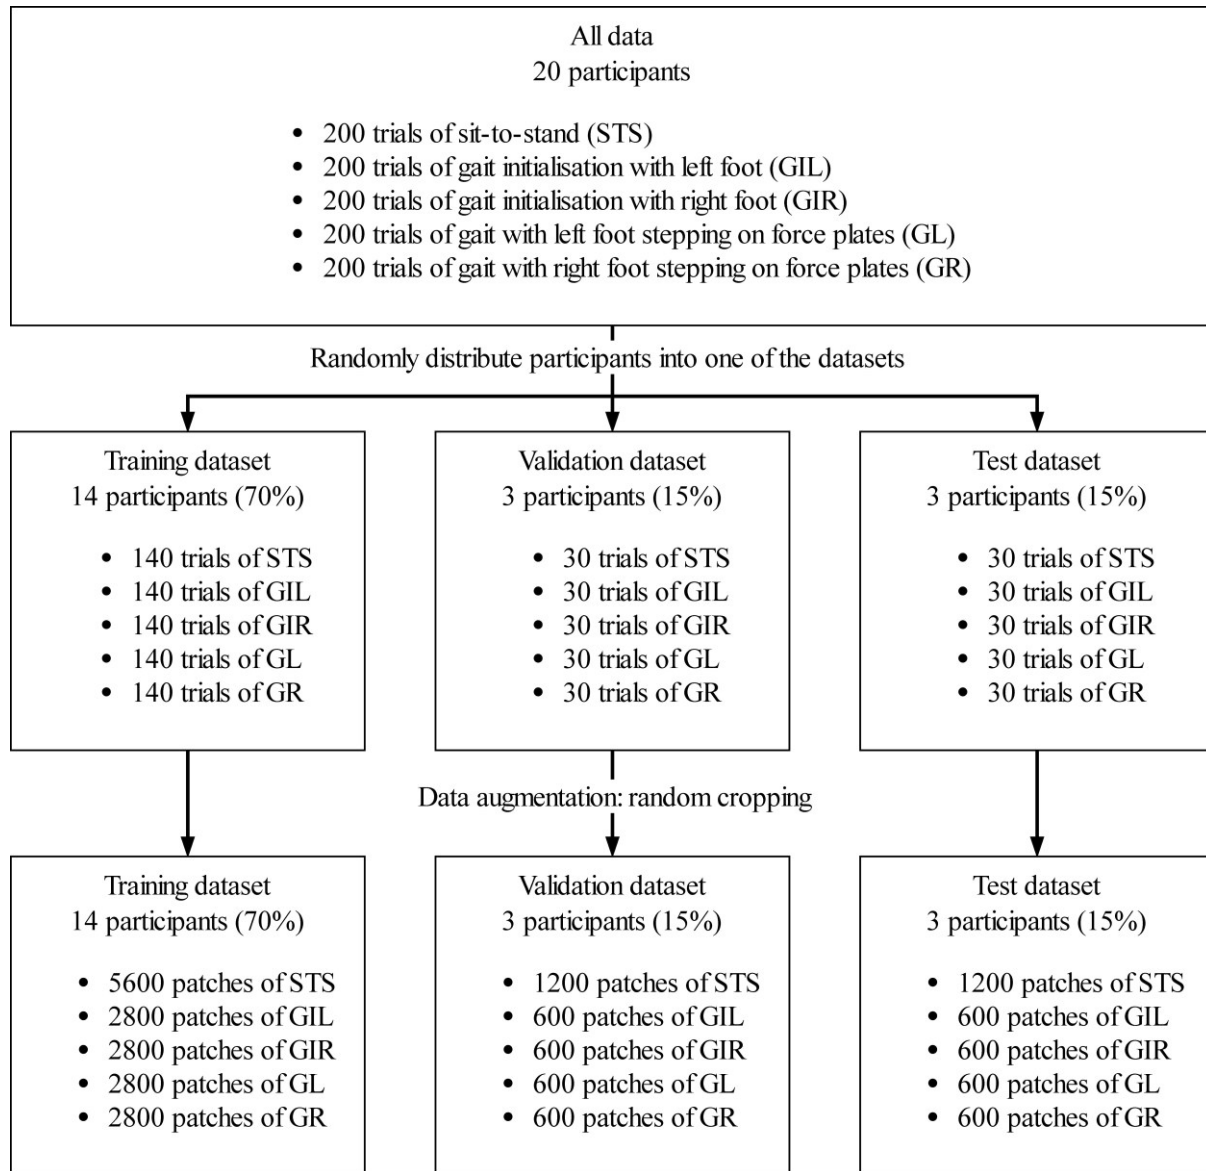 All data
20 participants
• 200 trials of sit-to-stand (STS)
• 200 trials of gait initialisation with left foot (GIL)
• 200 trials of gait initialisation with right foot (GIR)
• 200 trials of gait with left foot stepping on force plates (GL)
• 200 trials of gait with right foot stepping on force plates (GR)
Randomly distribute participants into one of the datasets
Training dataset
14 participants (70%)
• 140 trials of STS
• 140 trials of GIL
• 140 trials of GIR
• 140 trials of GL
• 140 trials of GR
Validation dataset
3 participants (15%)
• 30 trials of STS
• 30 trials of GIL
• 30 trials of GIR
• 30 trials of GL
• 30 trials of GR
Test dataset
3 participants (15%)
• 30 trials of STS
• 30 trials of GIL
• 30 trials of GIR
• 30 trials of GL
• 30 trials of GR
Data augmentation: random cropping
Training dataset
14 participants (70%)
• 5600 patches of STS
• 2800 patches of GIL
• 2800 patches of GIR
• 2800 patches of GL
• 2800 patches of GR
Validation dataset
3 participants (15%)
• 1200 patches of STS
• 600 patches of GIL
• 600 patches of GIR
• 600 patches of GL
• 600 patches of GR
Test dataset
3 participants (15%)
• 1200 patches of STS
• 600 patches of GIL
• 600 patches of GIR
• 600 patches of GL
• 600 patches of GR